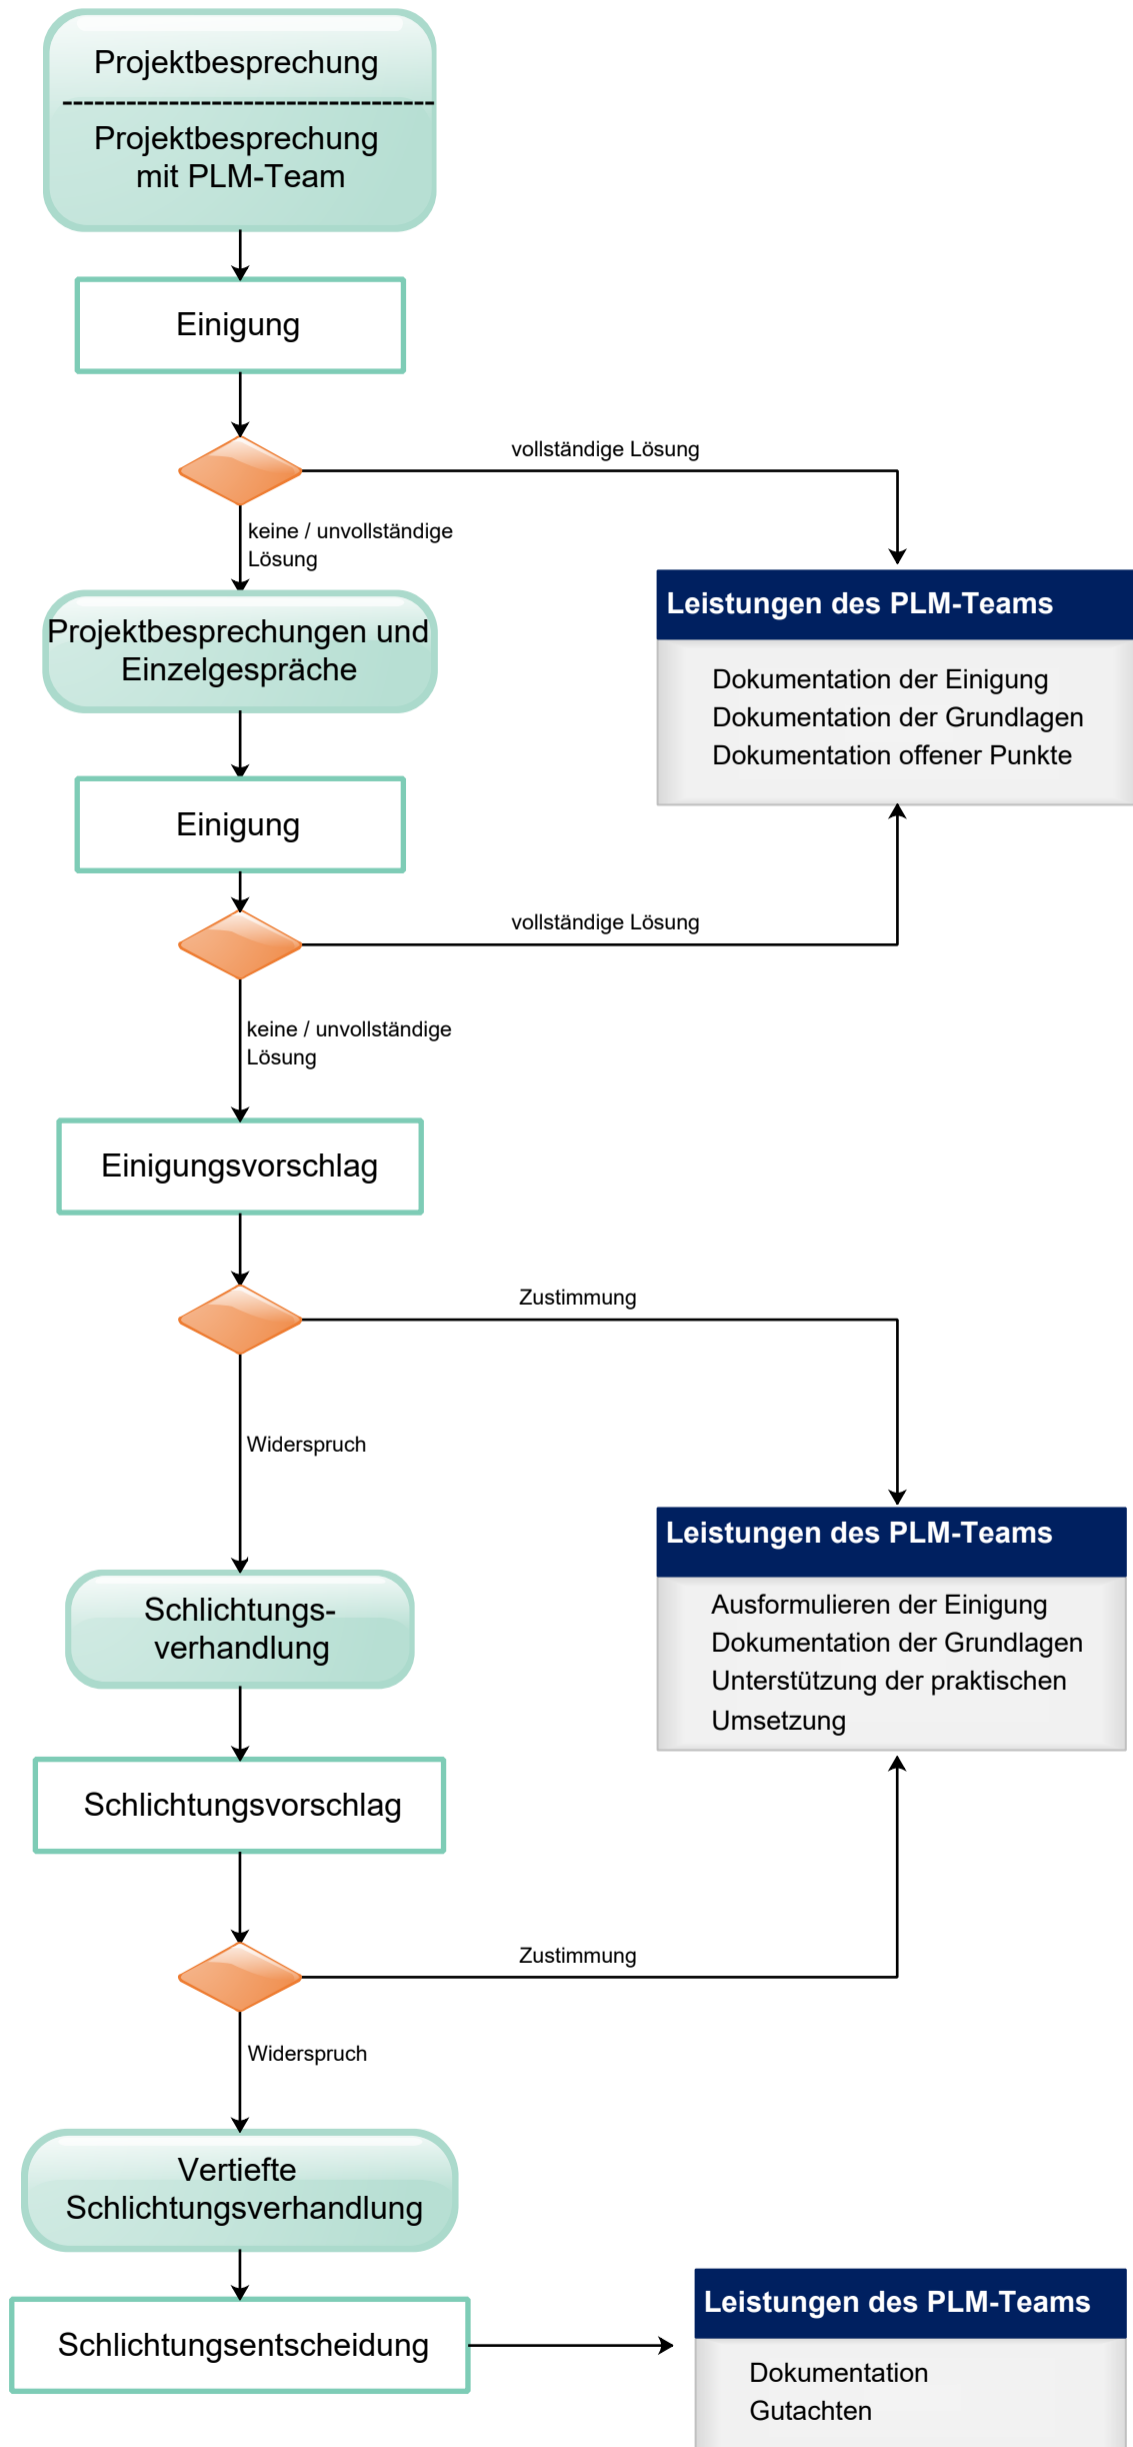 Projektbesprechung
Projektbesprechung
mit PLM-Team
Einigung
vollständige Lösung
keine / unvollständige
Lösung
Leistungen des PLM-Teams
Dokumentation der Einigung
Dokumentation der Grundlagen
Dokumentation offener Punkte
Projektbesprechungen und
Einzelgespräche
Einigung
vollständige Lösung
keine / unvollständige
Lösung
Einigungsvorschlag
Zustimmung
Widerspruch
Leistungen des PLM-Teams
Ausformulieren der Einigung
Dokumentation der Grundlagen
Unterstützung der praktischen
Umsetzung
Schlichtungs-
verhandlung
Schlichtungsvorschlag
Zustimmung
Widerspruch
Vertiefte
Schlichtungsverhandlung
Schlichtungsentscheidung
Leistungen des PLM-Teams
Dokumentation
Gutachten